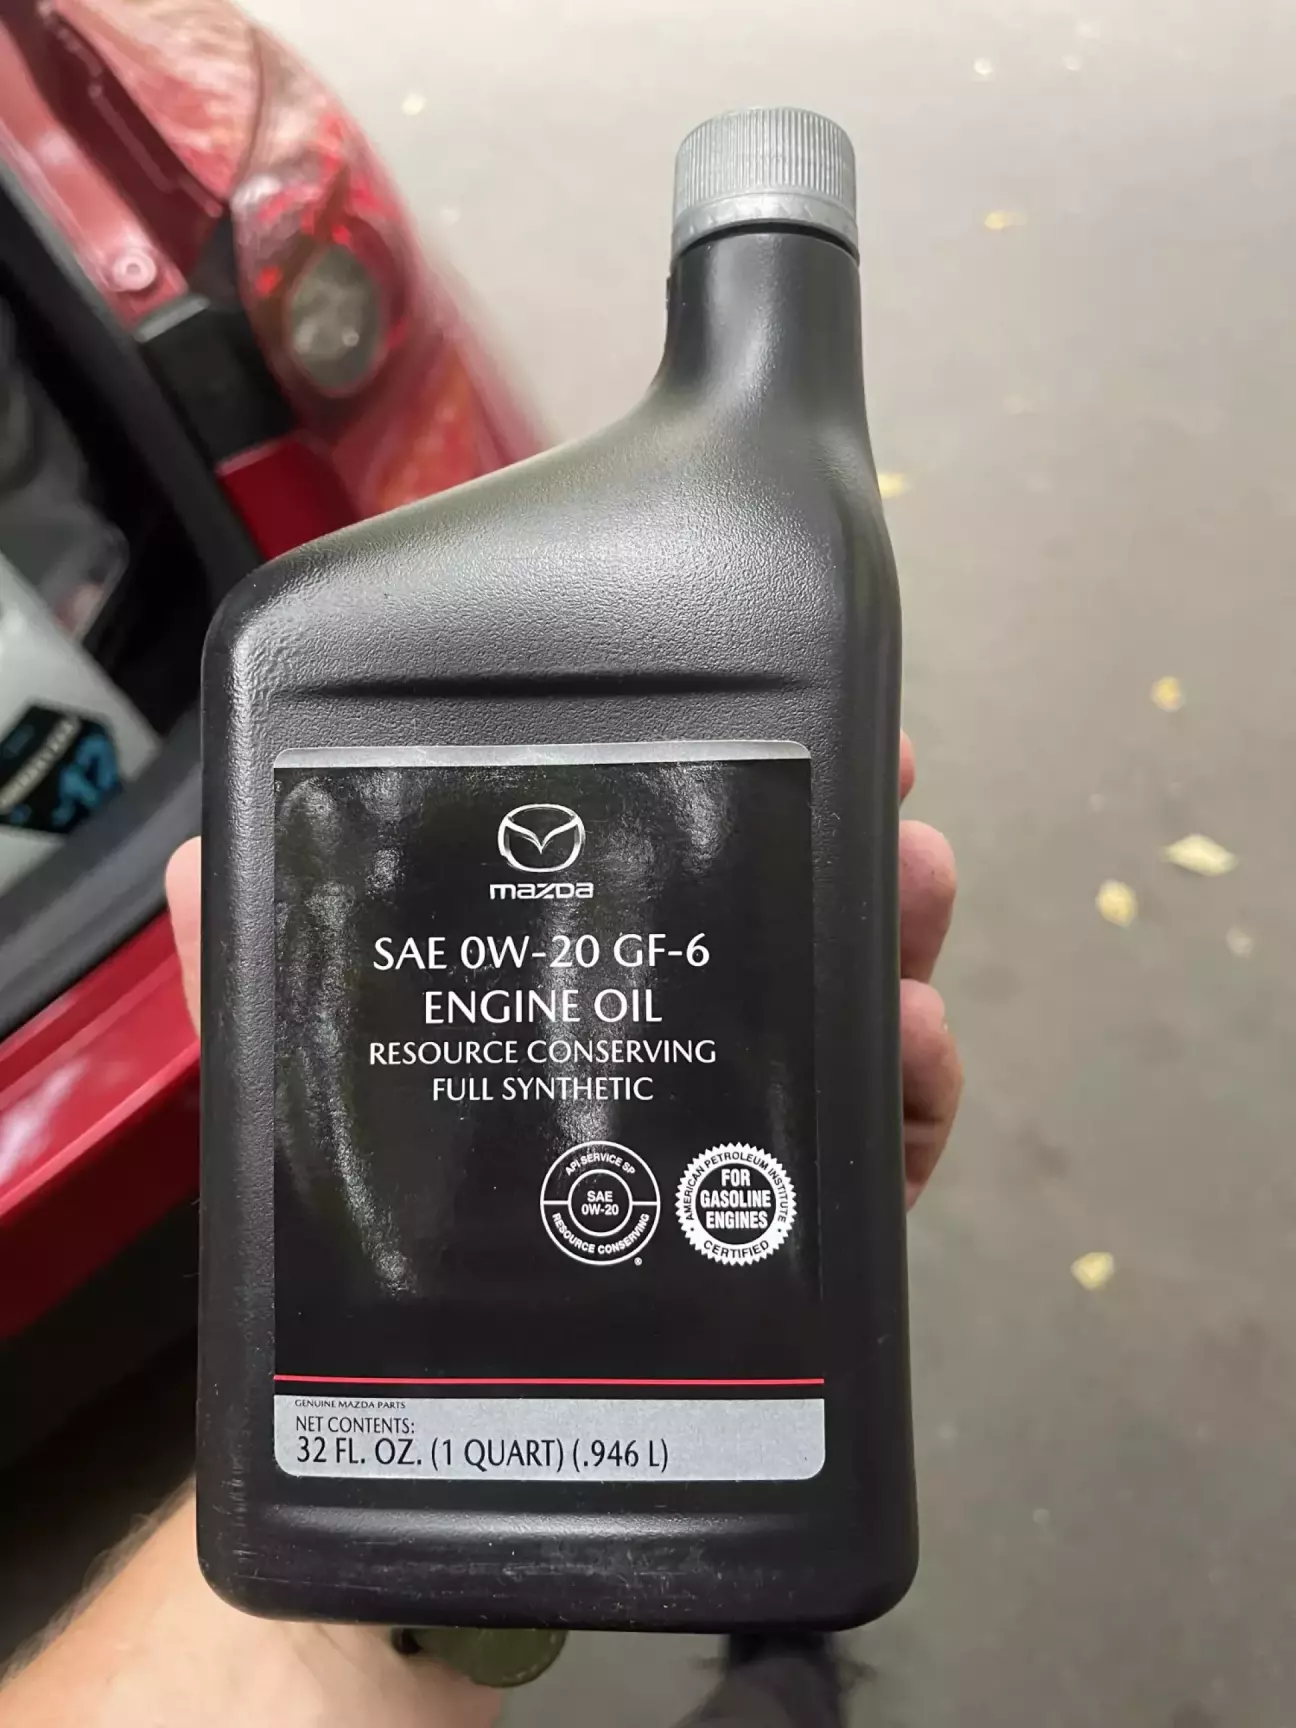 mazda
SAE 0W-20 GF-6
ENGINE OIL
RESOURCE CONSERVING
FULL SYNTHETIC
API SERVICE SP
SAE
0W-20
RESOURCE CONSERVING
®
AMERICAN PETROLEUM INSTITUTE
FOR
GASOLINE
ENGINES
CERTIFIED
GENUINE MAZDA PARTS
NET CONTENTS:
32 FL. OZ. (1 QUART) (.946 L)